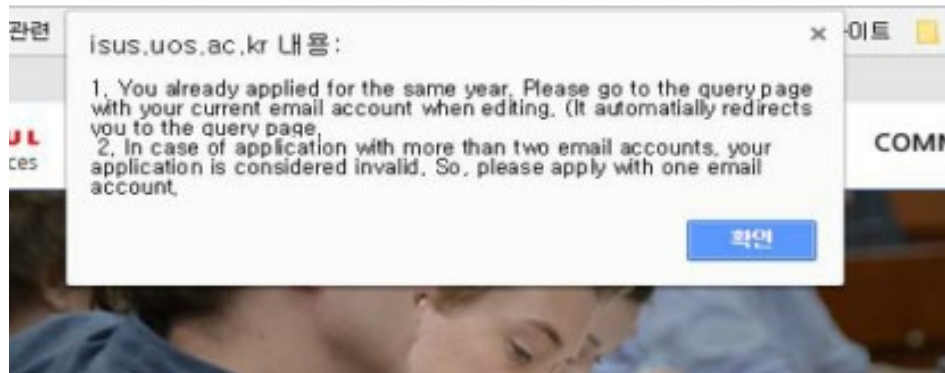 관련
이트
isus.uos.ac.kr 내용:
1. You already applied for the same year. Please go to the query page
with your current email account when editing. (It automatially redirects
you to the query page.
2. In case of application with more than two email accounts, your
application is considered invalid. So, please apply with one email
account.
확인
UL
ces
COMM